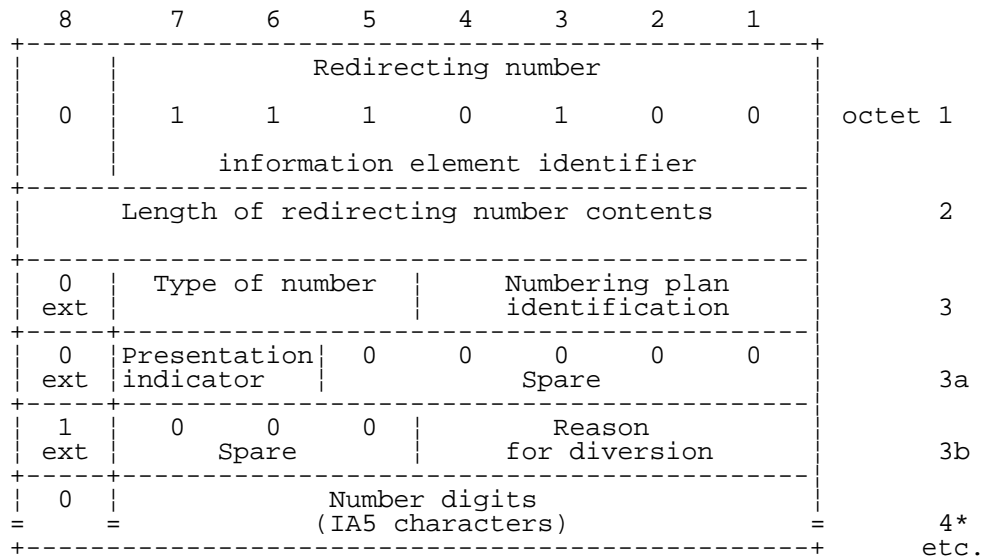 8 7 6 5 4 3 2 1
Redirecting number
0 1 1 1 0 1 0 0 octet 1
information element identifier
Length of redirecting number contents 2
0 Type of number Numbering plan
ext identification 3
0 Presentation 0 0 0 0 0
ext indicator Spare 3a
1 0 0 0 Reason
ext Spare for diversion 3b
0 Number digits
= = (IA5 characters) = 4*
etc.